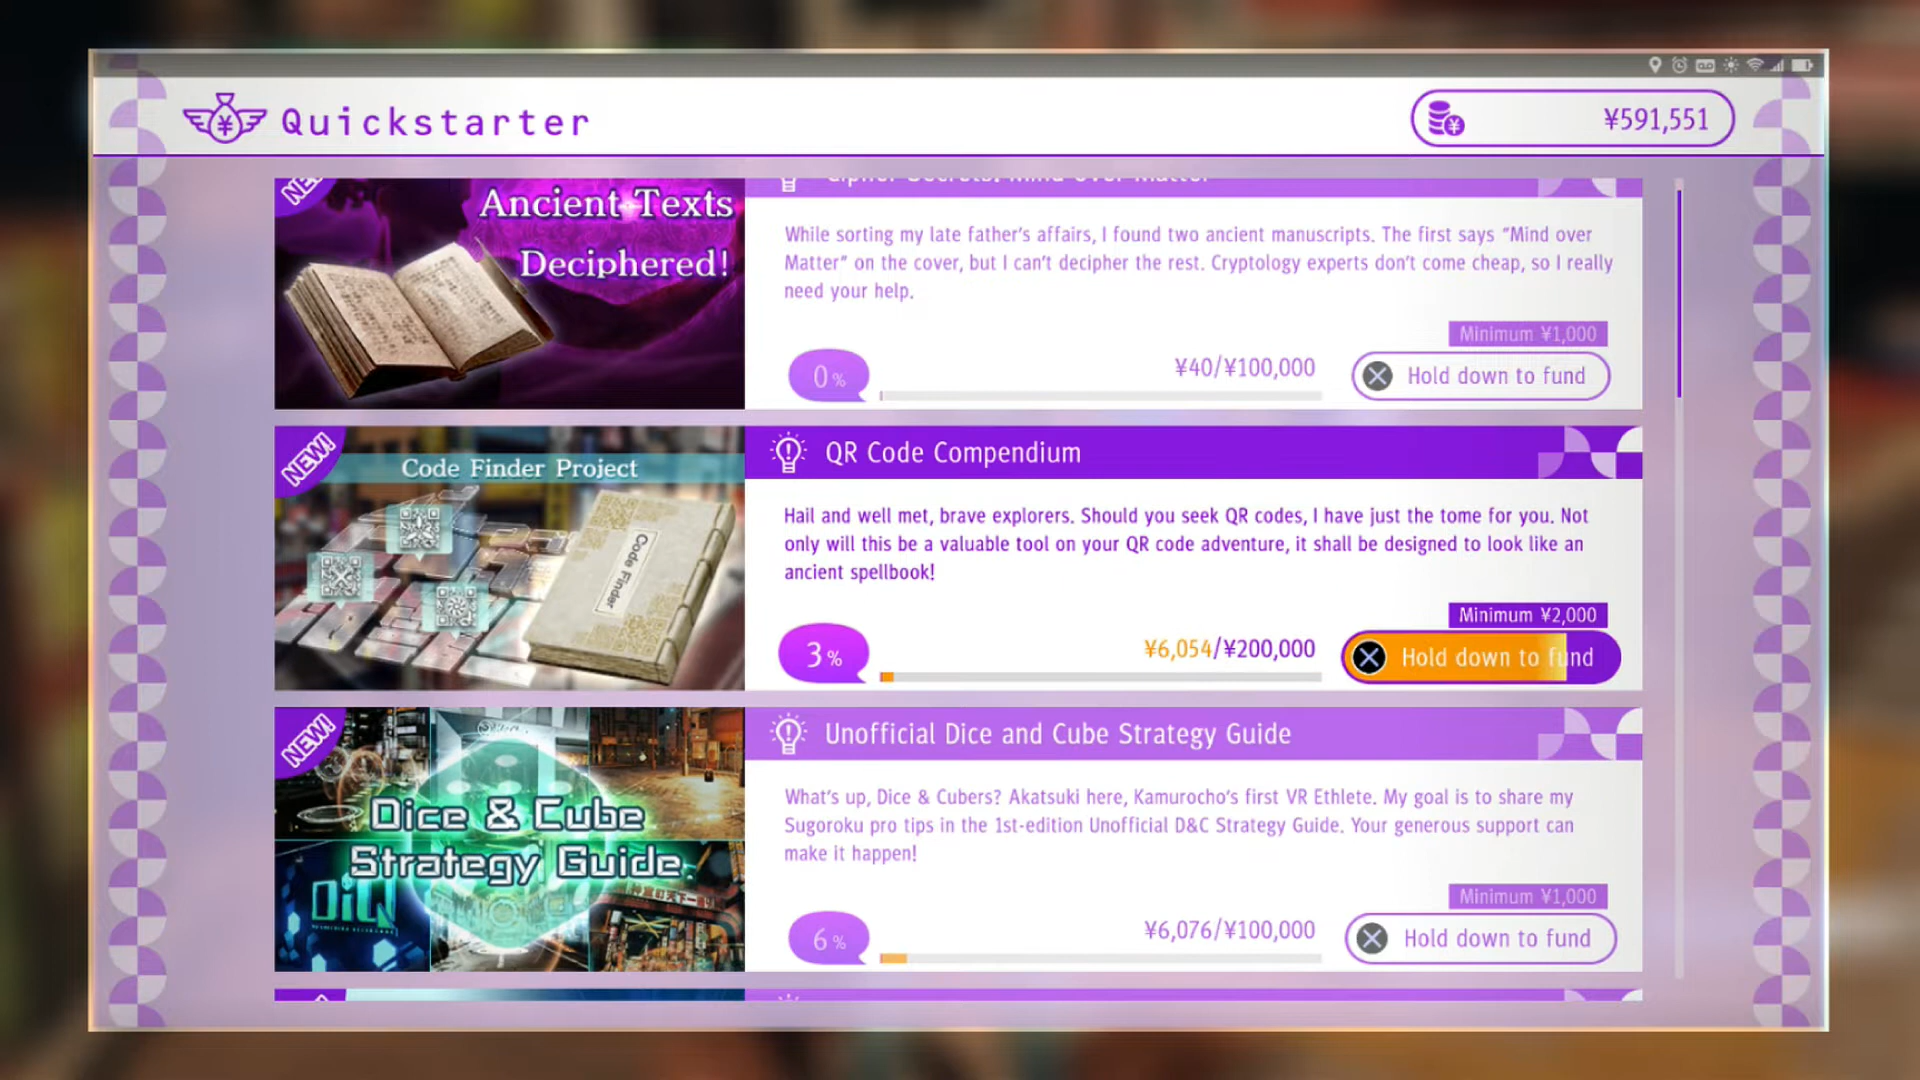 Quickstarter
¥591,551
NEW!
Ancient Texts
Deciphered!
Cipher Secrets: Mind Over Matter
While sorting my late father's affairs, I found two ancient manuscripts. The first says "Mind over
Matter" on the cover, but I can't decipher the rest. Cryptology experts don't come cheap, so I really
need your help.
Minimum ¥1,000
0%
¥40/¥100,000
Hold down to fund
NEW!
Code Finder Project
Code Finder
QR Code Compendium
Hail and well met, brave explorers. Should you seek QR codes, I have just the tome for you. Not
only will this be a valuable tool on your QR code adventure, it shall be designed to look like an
ancient spellbook!
Minimum ¥2,000
3%
¥6,054/¥200,000
Hold down to fund
NEW!
Dice & Cube
Strategy Guide
Unofficial Dice and Cube Strategy Guide
What's up, Dice & Cubers? Akatsuki here, Kamurocho's first VR Ethlete. My goal is to share my
Sugoroku pro tips in the 1st-edition Unofficial D&C Strategy Guide. Your generous support can
make it happen!
Minimum ¥1,000
6%
¥6,076/¥100,000
Hold down to fund